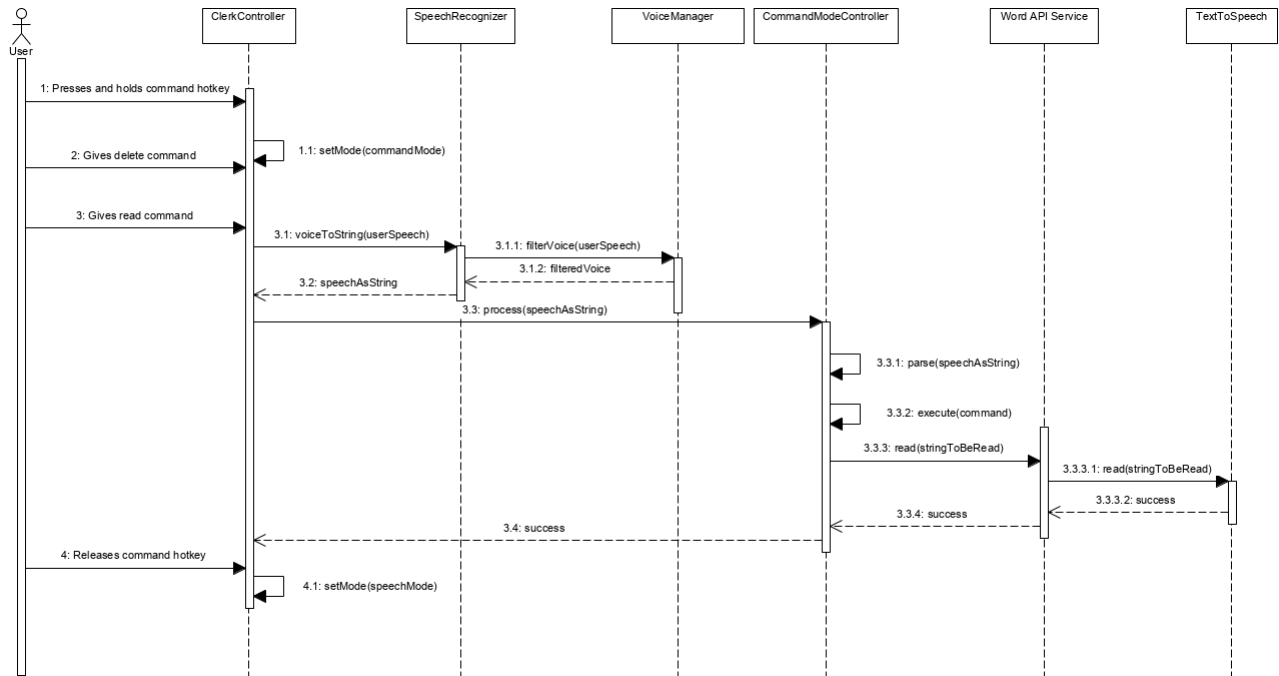 ClerkController
SpeechRecognizer
VoiceManager
CommandModeController
Word API Service
TextToSpeech
User
1: Presses and holds command hotkey
1.1: setMode(commandMode)
2: Gives delete command
3: Gives read command
3.1: voiceToString(userSpeech)
3.1.1: filterVoice(userSpeech)
3.1.2: filteredVoice
3.2: speechAsString
3.3: process(speechAsString)
3.3.1: parse(speechAsString)
3.3.2: execute(command)
3.3.3: read(stringToBeRead)
3.3.3.1: read(stringToBeRead)
3.3.3.2: success
3.3.4: success
3.4: success
4: Releases command hotkey
4.1: setMode(speechMode)